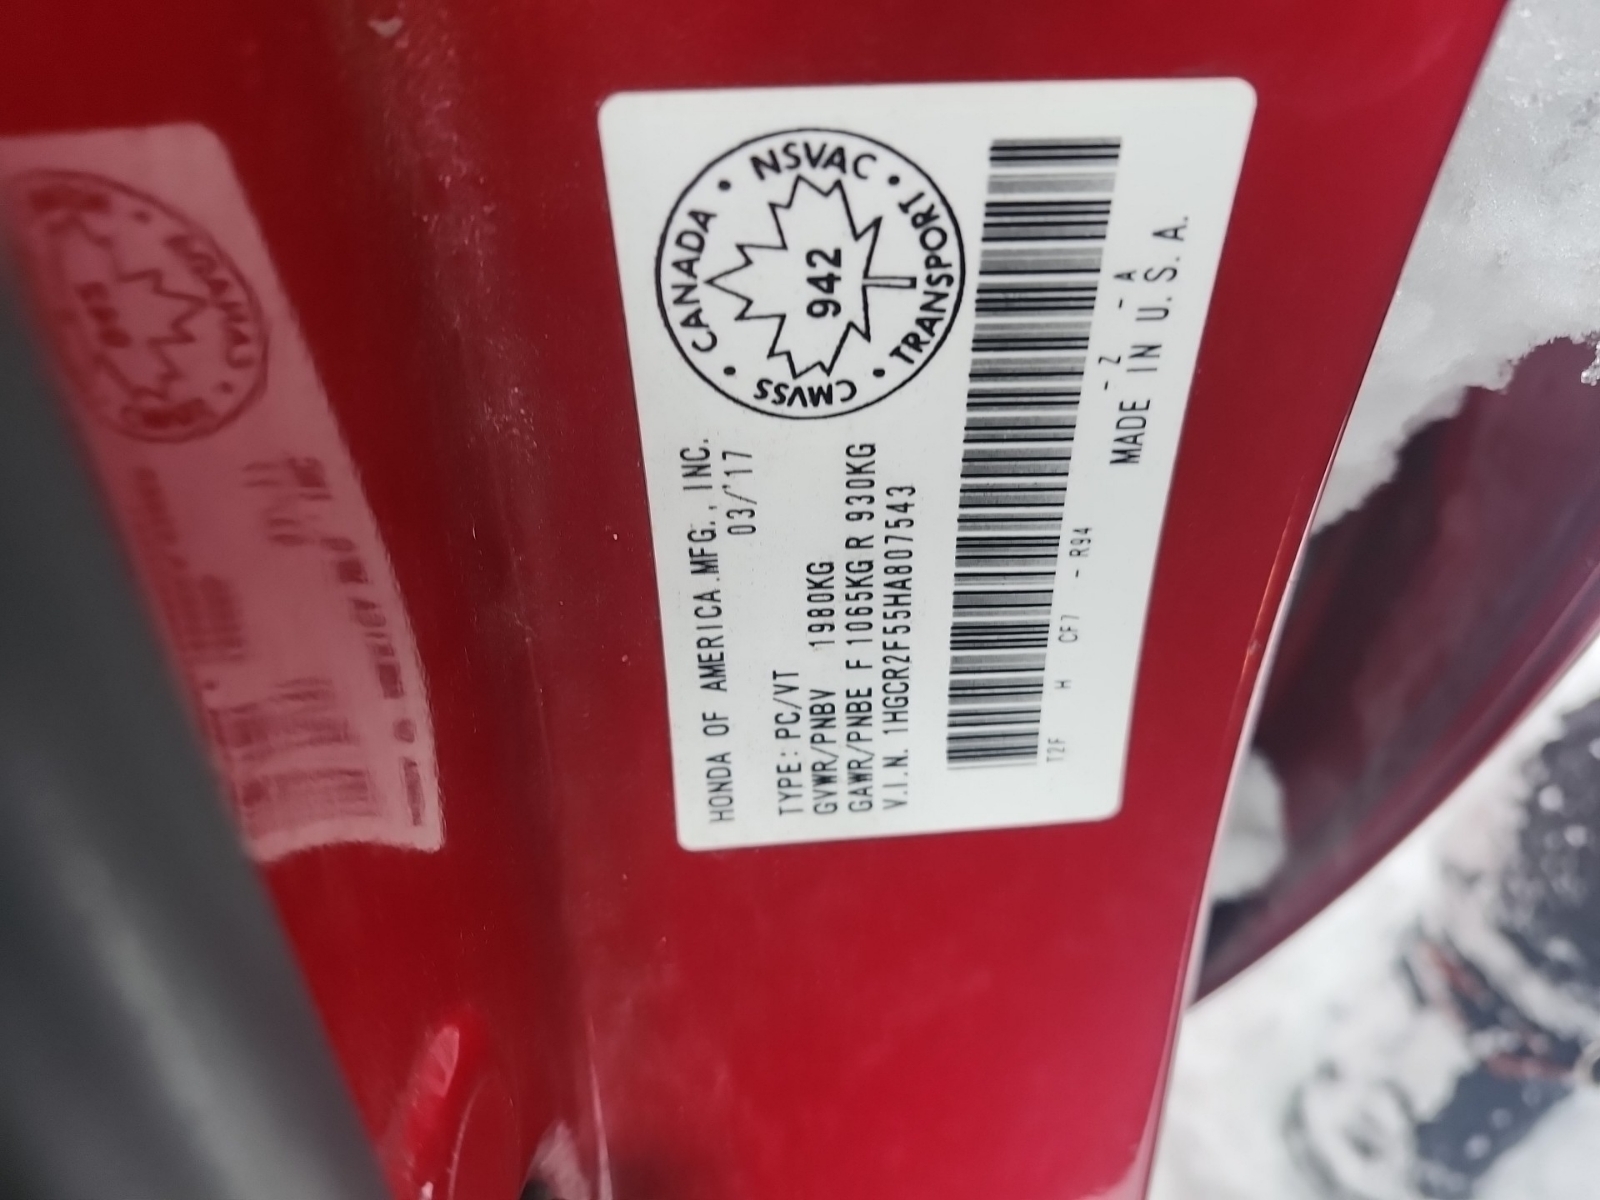 HONDA OF AMERICA MFG., INC.
03/'17
TYPE: PC/VT
GVWR/PNBV 1980KG
GAWR/PNBE F 1065KG R 930KG
V.I.N. 1HGCR2F55HA807543
T2F H CF7 - R94
- Z - A
MADE IN U.S.A.
CANADA • NSVAC • TRANSPORT • CMVSS •
942